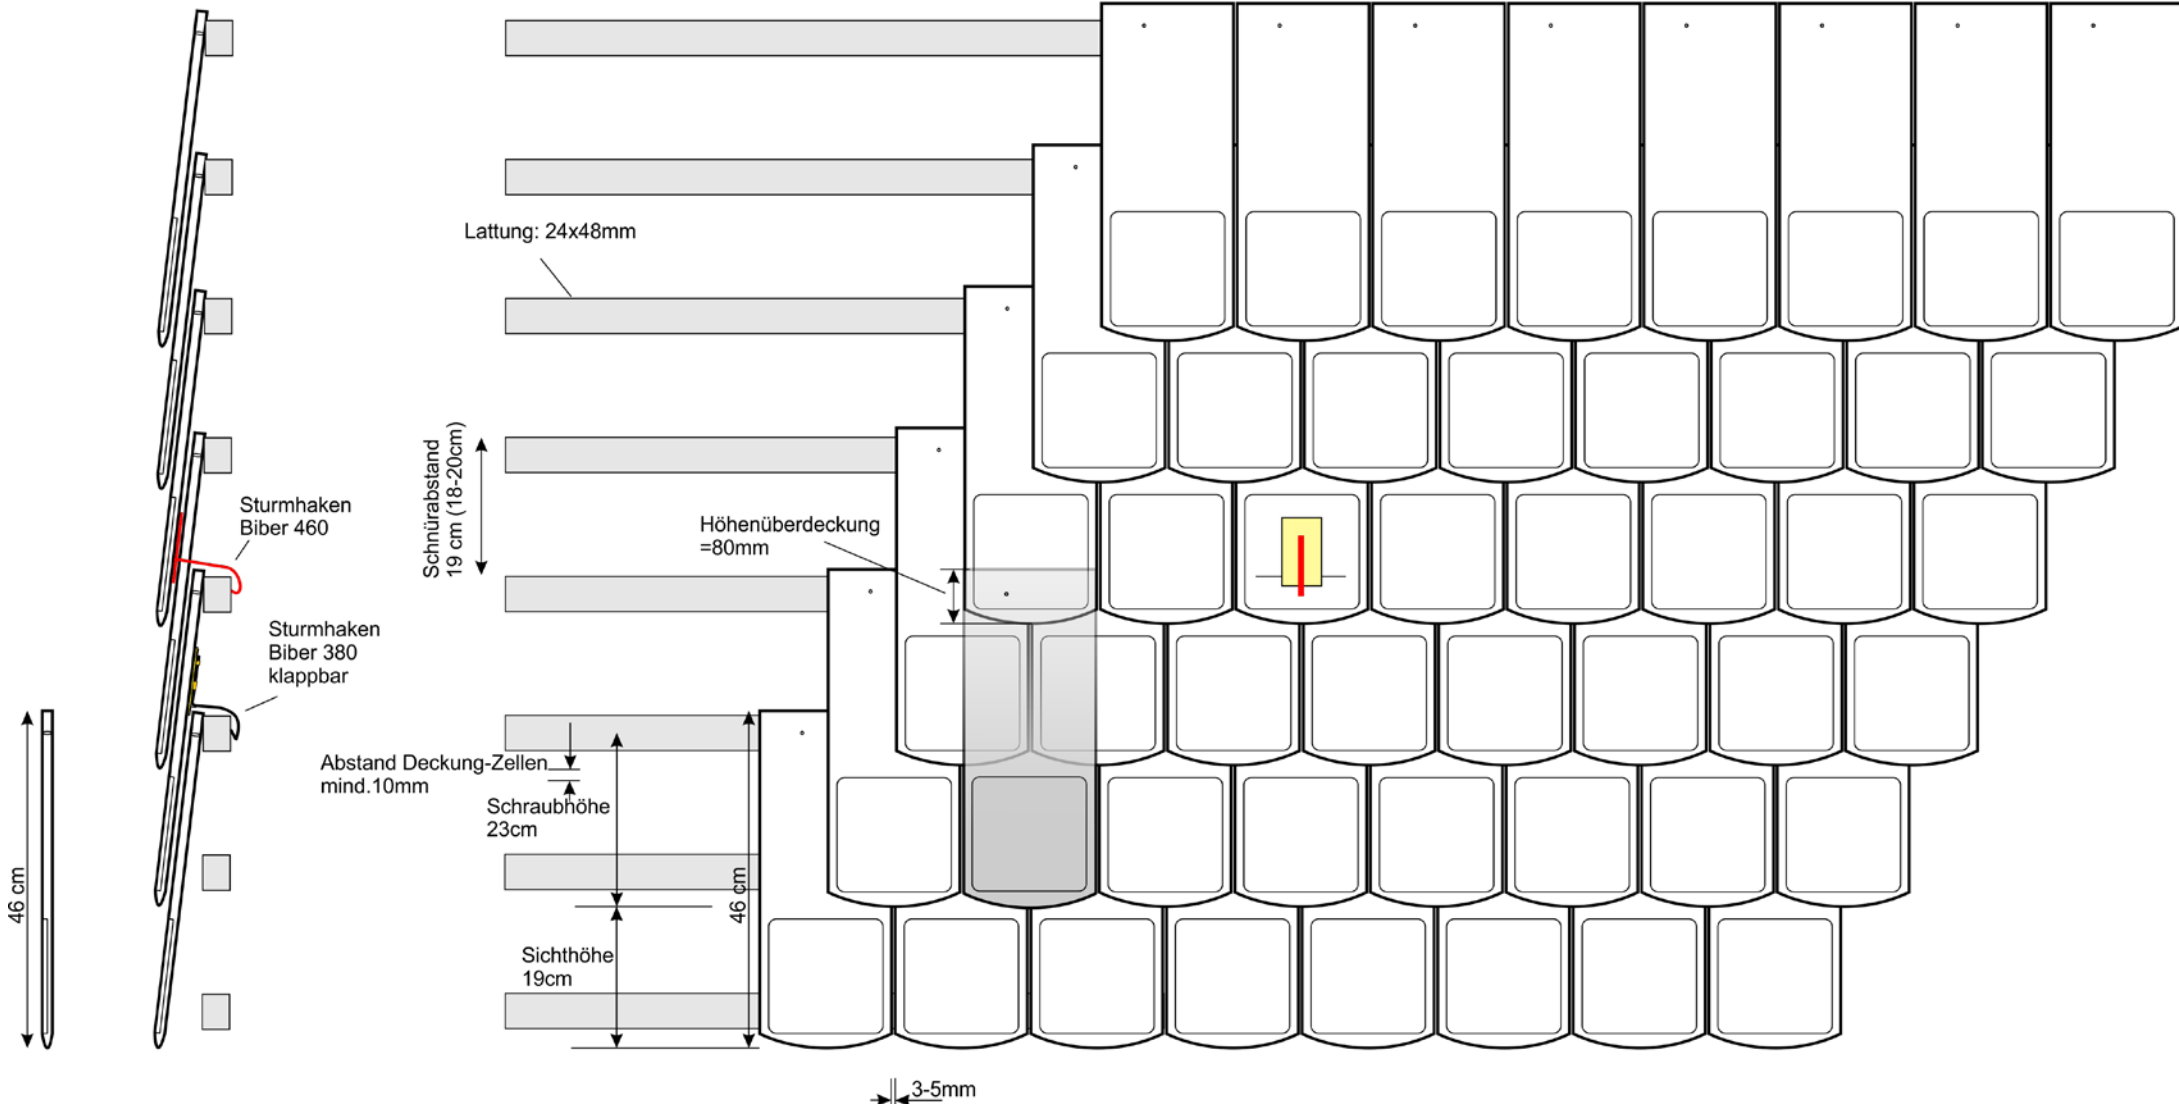 Lattung: 24x48mm
Schnürabstand
19 cm (18-20cm)
Sturmhaken
Biber 460
Höhenüberdeckung
=80mm
Sturmhaken
Biber 380
klappbar
Abstand Deckung-Zellen
mind.10mm
Schraubhöhe
23cm
46 cm
46 cm
Sichthöhe
19cm
3-5mm